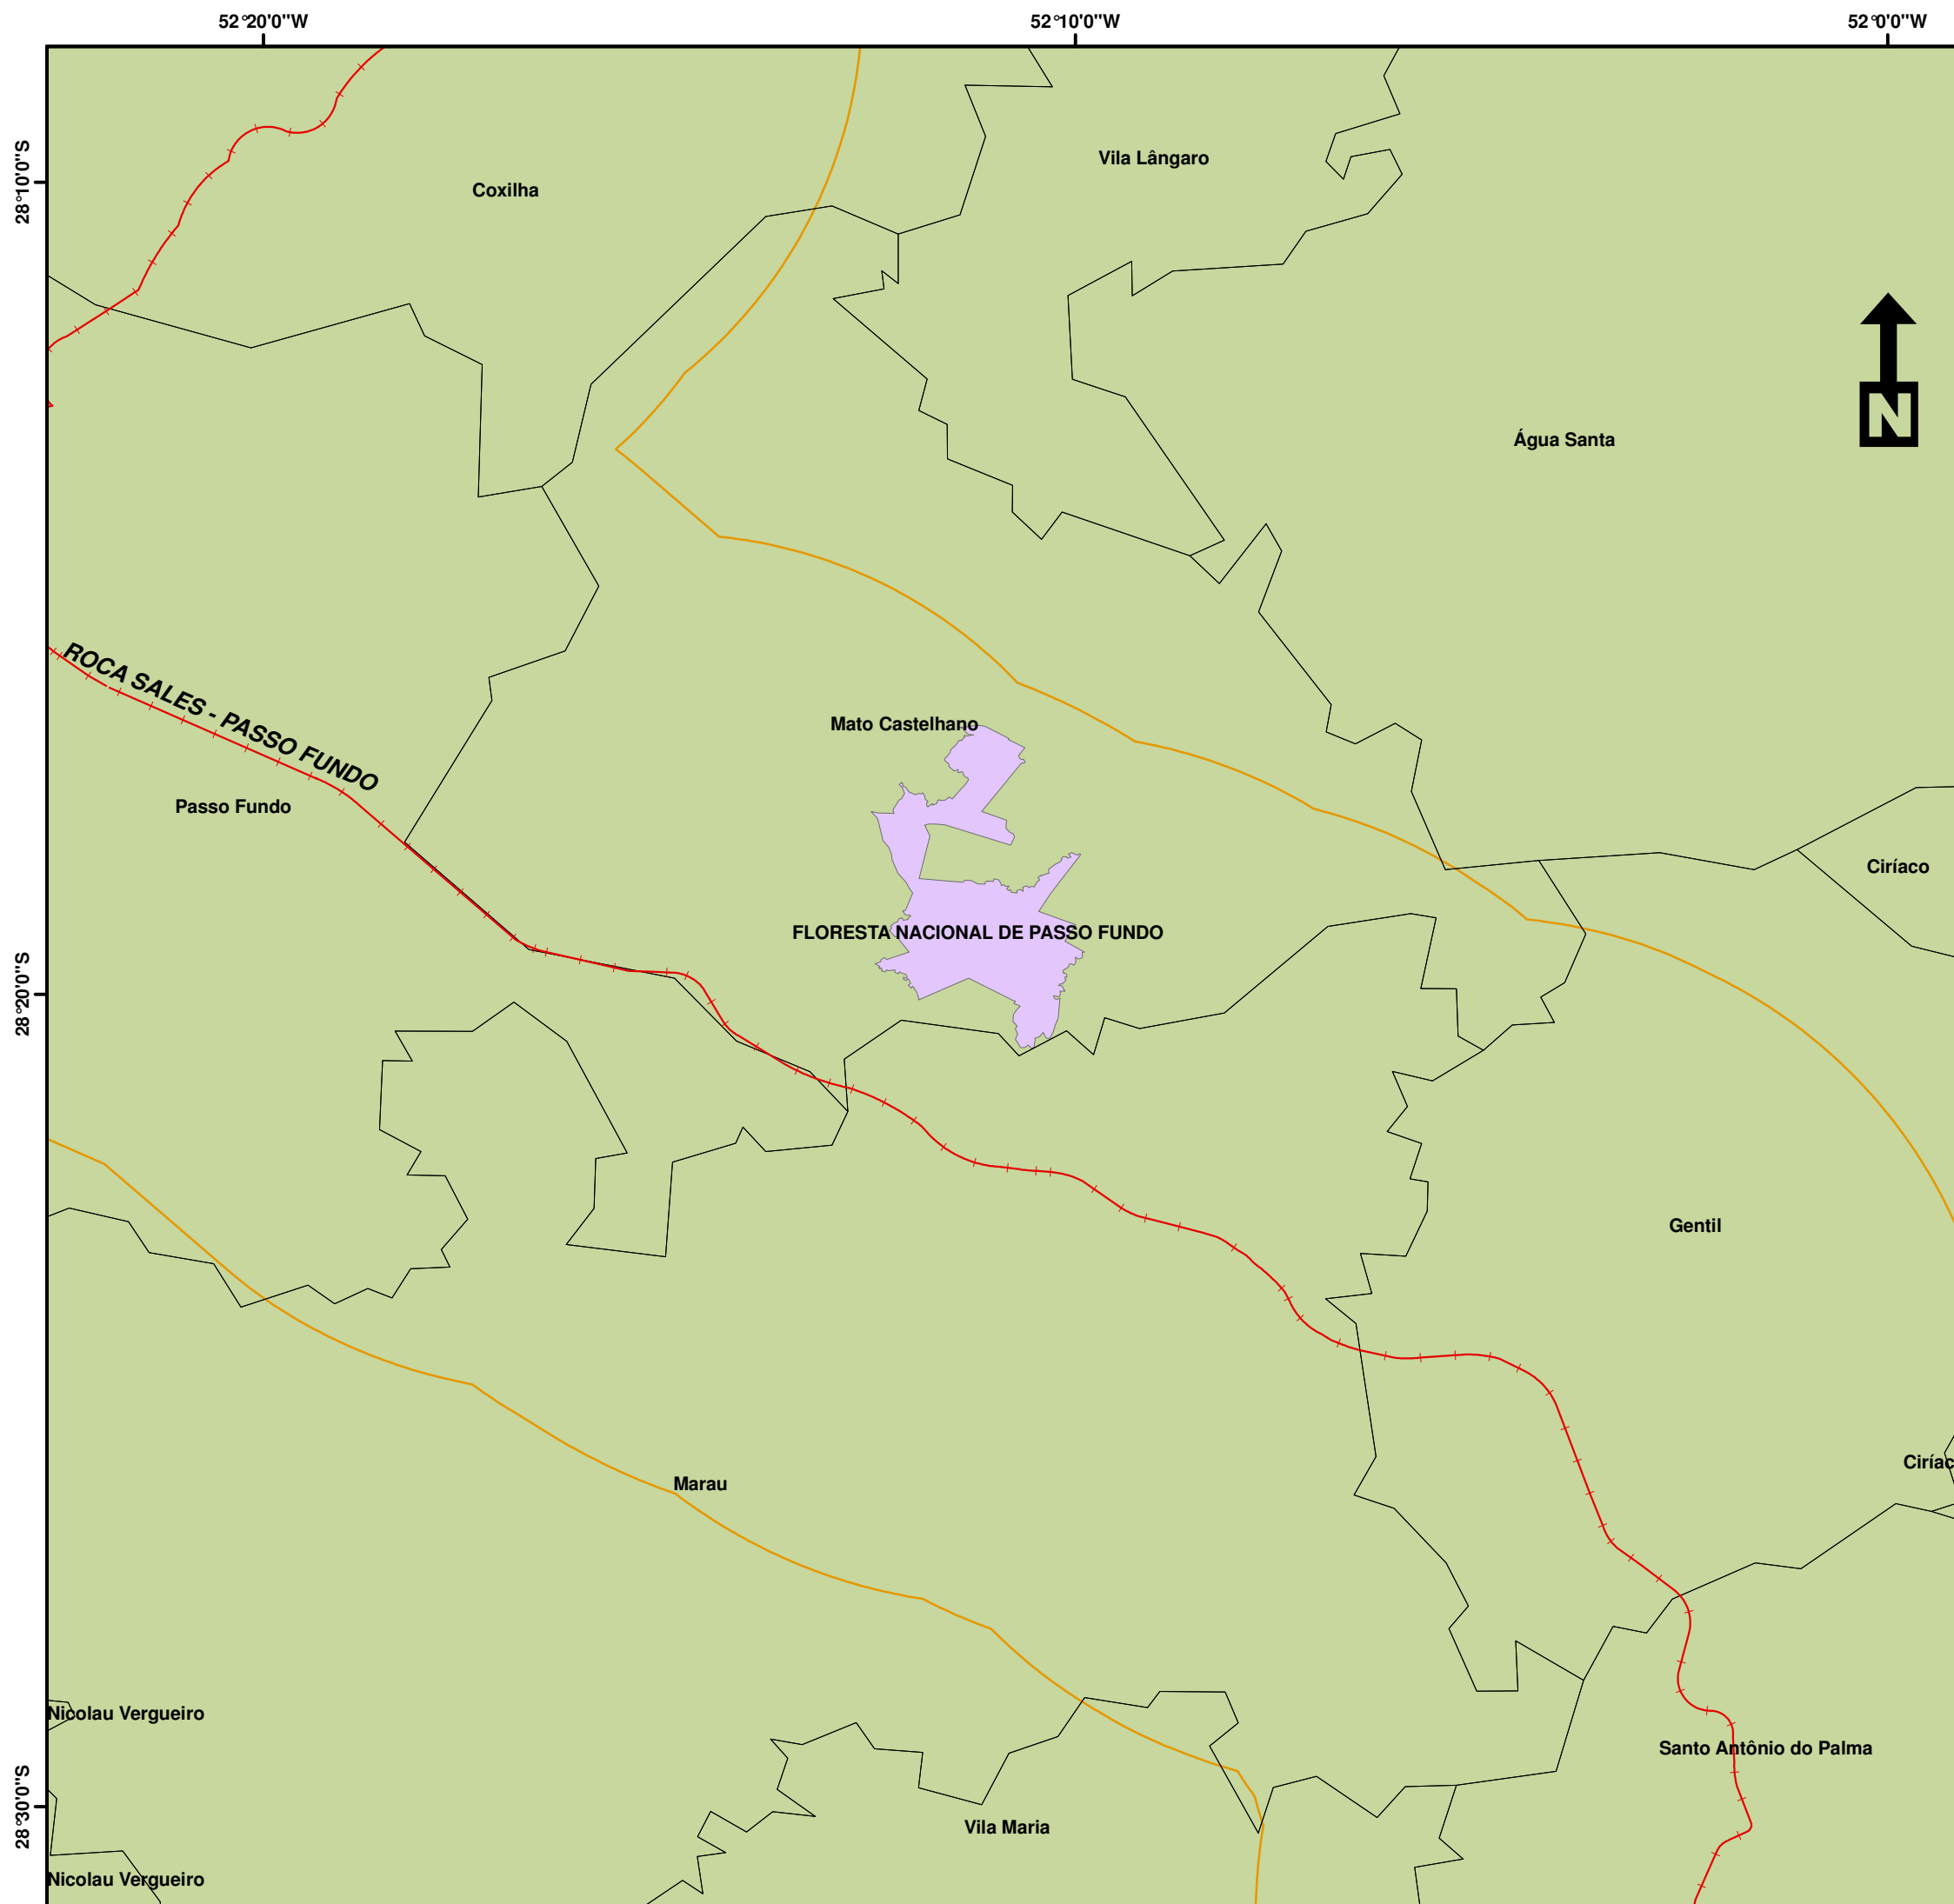 52°20'0"W
52°10'0"W
52°0'0"W
28°10'0"S
Vila Lângaro
Coxilha
N
Água Santa
ROCA SALES - PASSO FUNDO
Mato Castelhano
Passo Fundo
Ciríaco
FLORESTA NACIONAL DE PASSO FUNDO
28°20'0"S
Gentil
Ciríac
Marau
Nicolau Vergueiro
Santo Antônio do Palma
28°30'0"S
Vila Maria
Nicolau Vergueiro